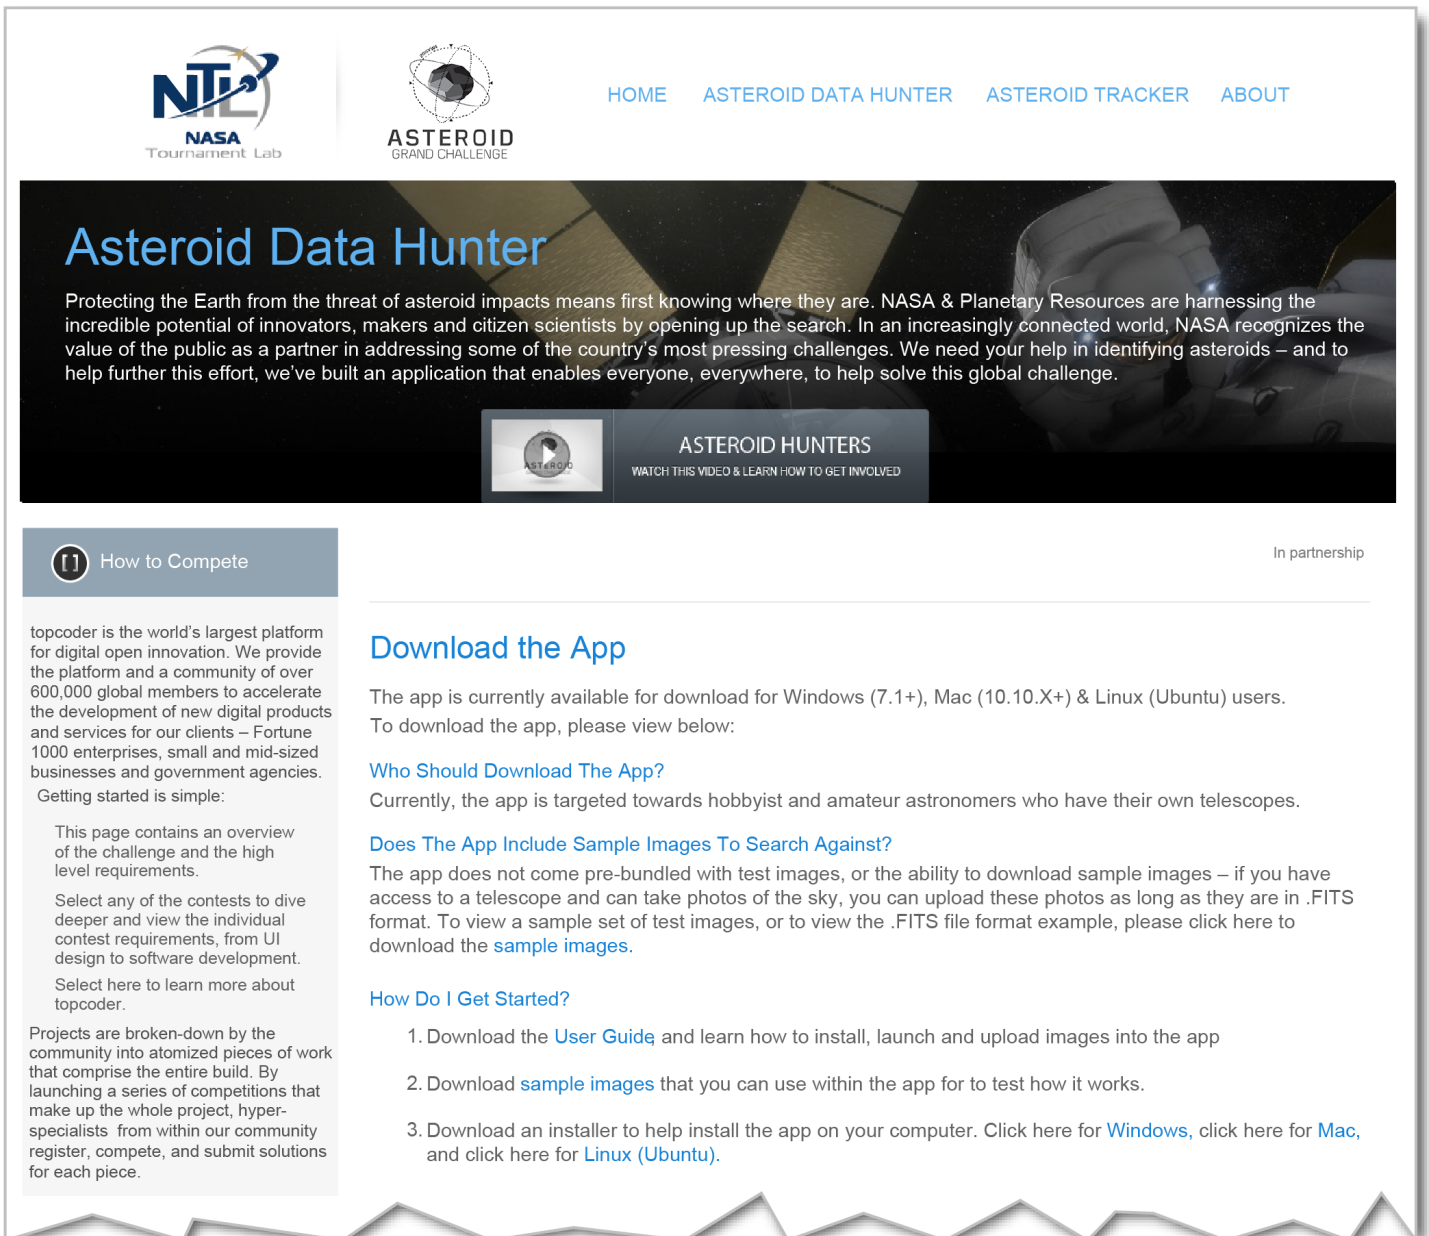 NTL
NASA
Tournament Lab
ASTEROID
GRAND CHALLENGE
HOME ASTEROID DATA HUNTER ASTEROID TRACKER ABOUT
Asteroid Data Hunter
Protecting the Earth from the threat of asteroid impacts means first knowing where they are. NASA & Planetary Resources are harnessing the
incredible potential of innovators, makers and citizen scientists by opening up the search. In an increasingly connected world, NASA recognizes the
value of the public as a partner in addressing some of the country’s most pressing challenges. We need your help in identifying asteroids – and to
help further this effort, we’ve built an application that enables everyone, everywhere, to help solve this global challenge.
ASTEROID
ASTEROID HUNTERS
WATCH THIS VIDEO & LEARN HOW TO GET INVOLVED
[ ] How to Compete
topcoder is the world’s largest platform
for digital open innovation. We provide
the platform and a community of over
600,000 global members to accelerate
the development of new digital products
and services for our clients – Fortune
1000 enterprises, small and mid-sized
businesses and government agencies.
Getting started is simple:
This page contains an overview
of the challenge and the high
level requirements.
Select any of the contests to dive
deeper and view the individual
contest requirements, from UI
design to software development.
Select here to learn more about
topcoder.
Projects are broken-down by the
community into atomized pieces of work
that comprise the entire build. By
launching a series of competitions that
make up the whole project, hyper-
specialists from within our community
register, compete, and submit solutions
for each piece.
In partnership
Download the App
The app is currently available for download for Windows (7.1+), Mac (10.10.X+) & Linux (Ubuntu) users.
To download the app, please view below:
Who Should Download The App?
Currently, the app is targeted towards hobbyist and amateur astronomers who have their own telescopes.
Does The App Include Sample Images To Search Against?
The app does not come pre-bundled with test images, or the ability to download sample images – if you have
access to a telescope and can take photos of the sky, you can upload these photos as long as they are in .FITS
format. To view a sample set of test images, or to view the .FITS file format example, please click here to
download the sample images.
How Do I Get Started?
1. Download the User Guide, and learn how to install, launch and upload images into the app
2. Download sample images that you can use within the app for to test how it works.
3. Download an installer to help install the app on your computer. Click here for Windows, click here for Mac,
and click here for Linux (Ubuntu).